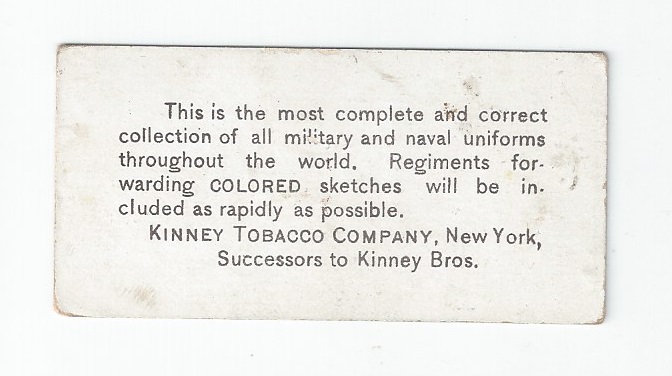 This is the most complete and correct
collection of all military and naval uniforms
throughout the world. Regiments for-
warding COLORED sketches will be in-
cluded as rapidly as possible.
KINNEY TOBACCO COMPANY, New York,
Successors to Kinney Bros.